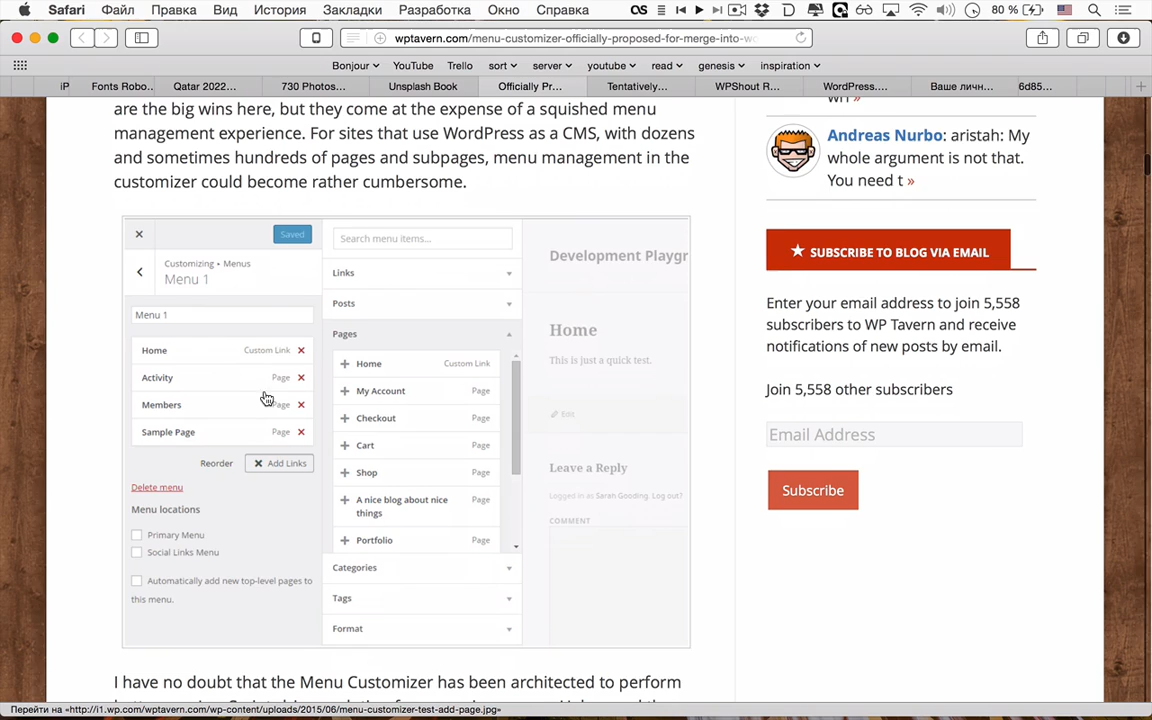 Safari Файл Правка Вид История Закладки Разработка Окно Справка 80 %
wptavern.com/menu-customizer-officially-proposed-for-merge-into-wo
Bonjour YouTube Trello sort server youtube read genesis inspiration
iP Fonts Robo... Qatar 2022... 730 Photos... Unsplash Book Officially Pr... Tentatively... WPShout R... WordPress.... Ваше личн... 6d85...
are the big wins here, but they come at the expense of a squished menu
management experience. For sites that use WordPress as a CMS, with dozens
and sometimes hundreds of pages and subpages, menu management in the
customizer could become rather cumbersome.
Saved
Customizing • Menus
Menu 1
Menu 1
Home Custom Link
Activity Page
Members Page
Sample Page Page
Reorder Add Links
Delete menu
Menu locations
Primary Menu
Social Links Menu
Automatically add new top-level pages to
this menu.
Search menu items...
Links
Posts
Pages
Home Custom Link
My Account Page
Checkout Page
Cart Page
Shop Page
A nice blog about nice
things Page
Portfolio Page
Categories
Tags
Format
Development Playgr
Home
This is just a quick test.
Edit
Leave a Reply
Logged in as Sarah Gooding. Log out?
COMMENT
I have no doubt that the Menu Customizer has been architected to perform
Andreas Nurbo: aristah: My
whole argument is not that.
You need t »
★ SUBSCRIBE TO BLOG VIA EMAIL
Enter your email address to join 5,558
subscribers to WP Tavern and receive
notifications of new posts by email.
Join 5,558 other subscribers
Email Address
Subscribe
Перейти на «http://i1.wp.com/wptavern.com/wp-content/uploads/2015/06/menu-customizer-test-add-page.jpg»